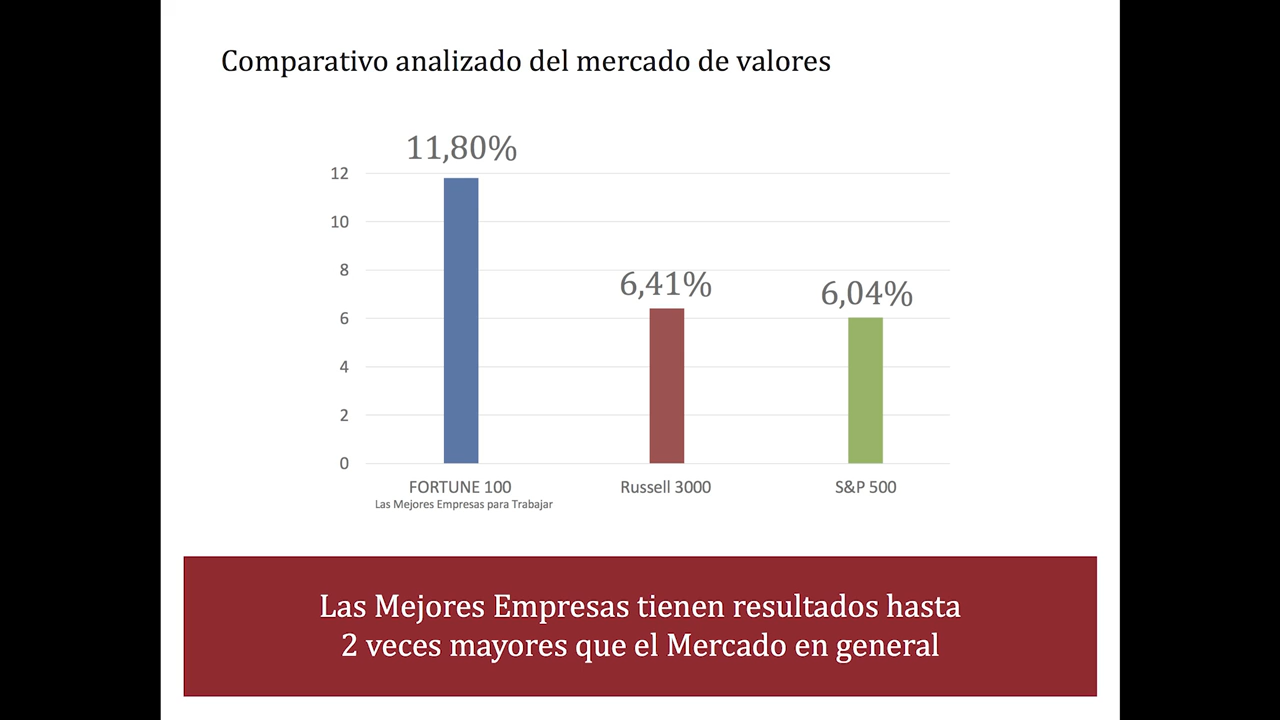 Comparativo analizado del mercado de valores
11,80%
6,41%
6,04%
12
10
8
6
4
2
0
FORTUNE 100
Las Mejores Empresas para Trabajar
Russell 3000
S&P 500
Las Mejores Empresas tienen resultados hasta
2 veces mayores que el Mercado en general